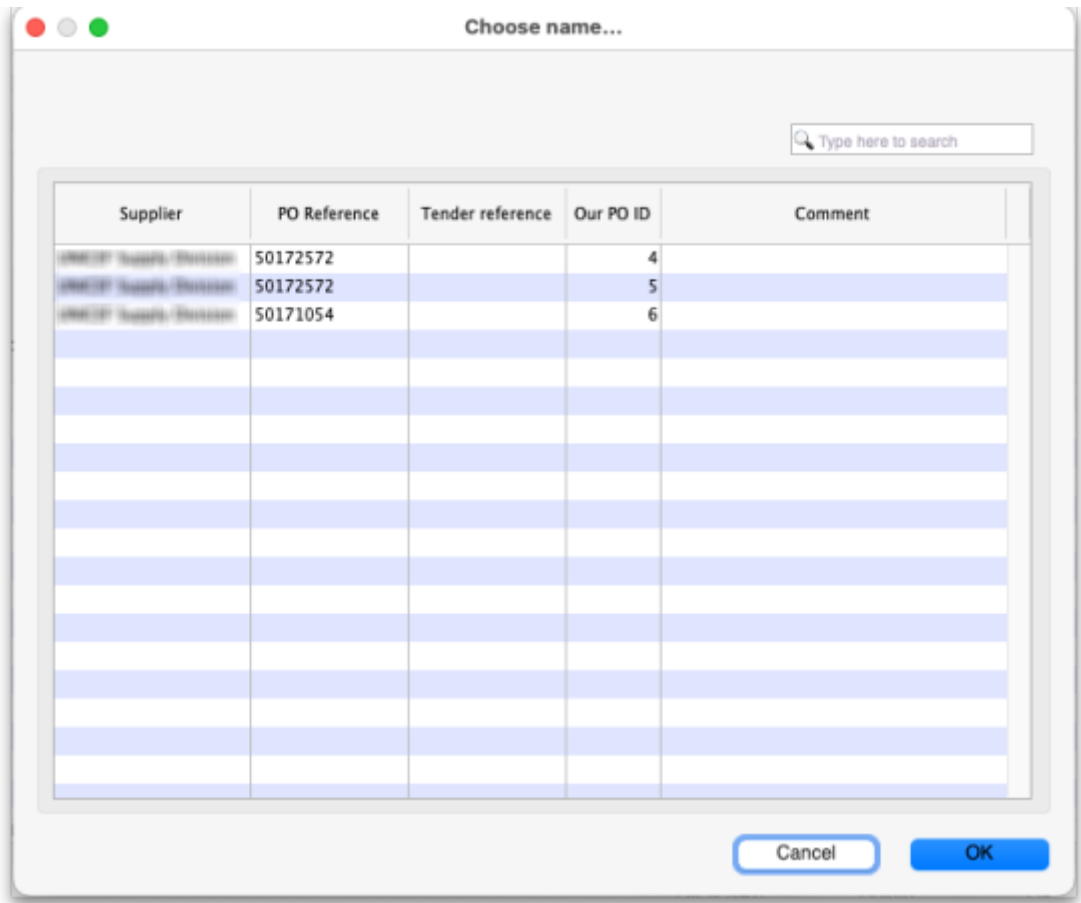 Choose name...
Type here to search
Supplier PO Reference Tender reference Our PO ID Comment
50172572 4
50172572 5
50171054 6
Cancel OK